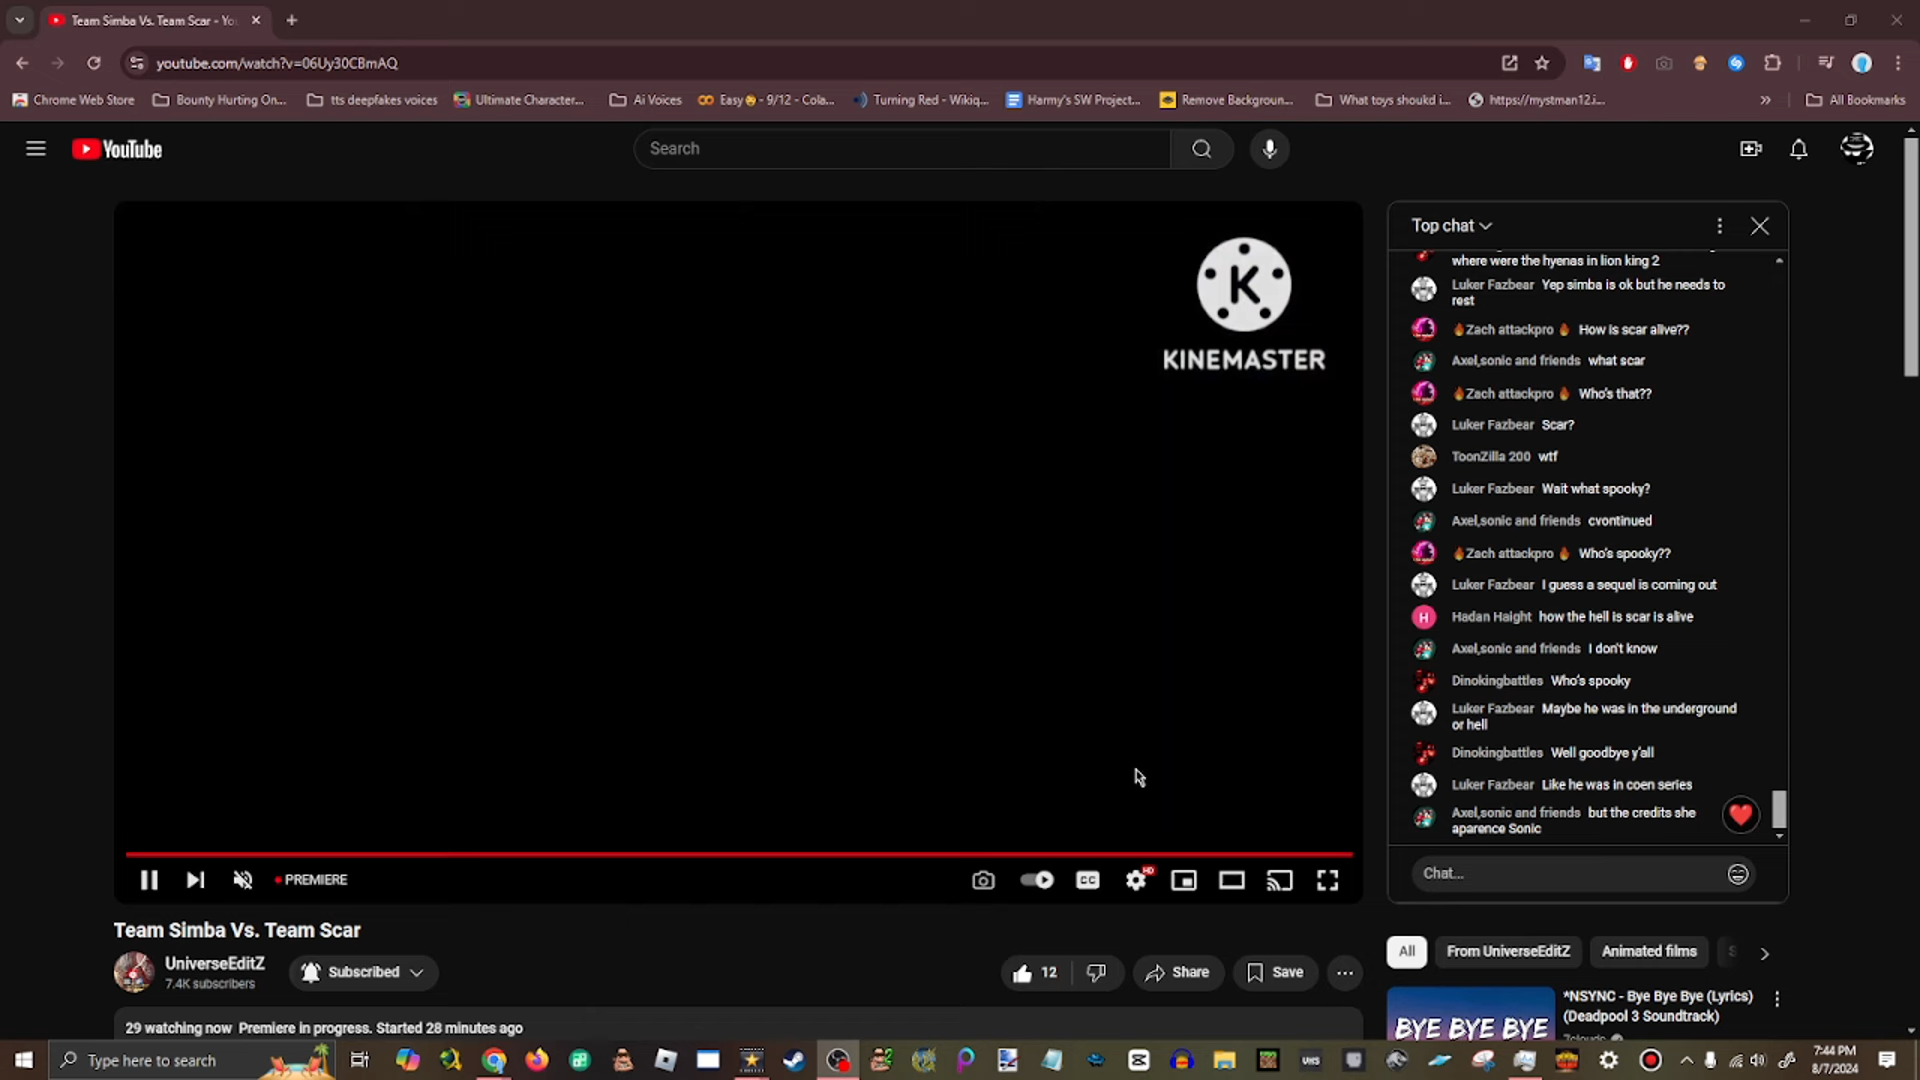 Team Simba Vs. Team Scar - Yo
youtube.com/watch?v=06Uy30CBmAQ
Chrome Web Store
Bounty Hurting On...
tts deepfakes voices
Ultimate Character...
Ai Voices
Easy - 9/12 - Cola...
Turning Red - Wikiq...
Harmy's SW Project...
Remove Backgroun...
What toys shoukd i...
https://mystman12.i...
All Bookmarks
YouTube
Search
K
KINEMASTER
Top chat
where were the hyenas in lion king 2
Luker Fazbear Yep simba is ok but he needs to
rest
🔥Zach attackpro🔥 How is scar alive??
Axel,sonic and friends what scar
🔥Zach attackpro🔥 Who's that??
Luker Fazbear Scar?
ToonZilla 200 wtf
Luker Fazbear Wait what spooky?
Axel,sonic and friends cvontinued
🔥Zach attackpro🔥 Who's spooky??
Luker Fazbear I guess a sequel is coming out
H Hadan Haight how the hell is scar is alive
Axel,sonic and friends I don't know
Dinokingbattles Who's spooky
Luker Fazbear Maybe he was in the underground
or hell
Dinokingbattles Well goodbye y'all
Luker Fazbear Like he was in coen series
Axel,sonic and friends but the credits she
aparence Sonic
Chat...
PREMIERE
CC
HD
Team Simba Vs. Team Scar
UniverseEditZ
7.4K subscribers
Subscribed
12
Share
Save
29 watching now Premiere in progress. Started 28 minutes ago
All
From UniverseEditZ
Animated films
BYE BYE BYE
*NSYNC - Bye Bye Bye (Lyrics)
(Deadpool 3 Soundtrack)
Type here to search
VHS
7:44 PM
8/7/2024